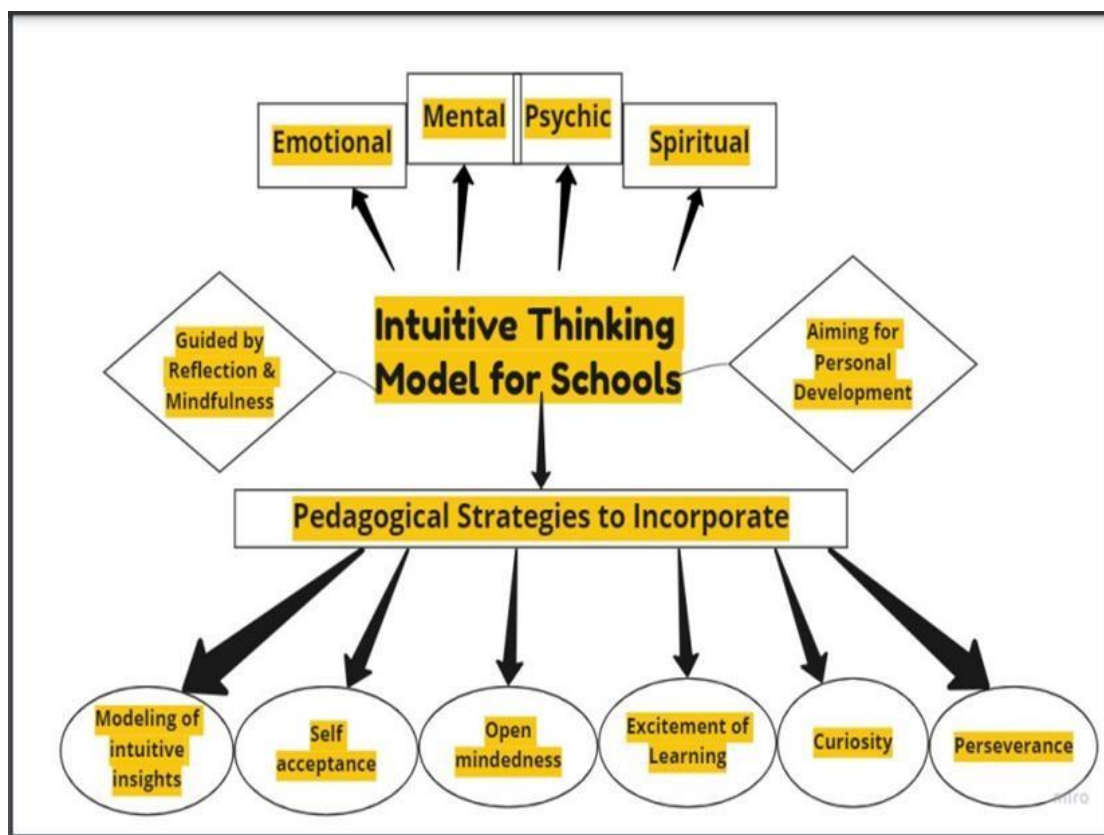 Emotional
Mental
Psychic
Spiritual
Intuitive Thinking
Model for Schools
Guided by
Reflection &
Mindfulness
Aiming for
Personal
Development
Pedagogical Strategies to Incorporate
Modeling of
intuitive
insights
Self
acceptance
Open
mindedness
Excitement of
Learning
Curiosity
Perseverance
miro